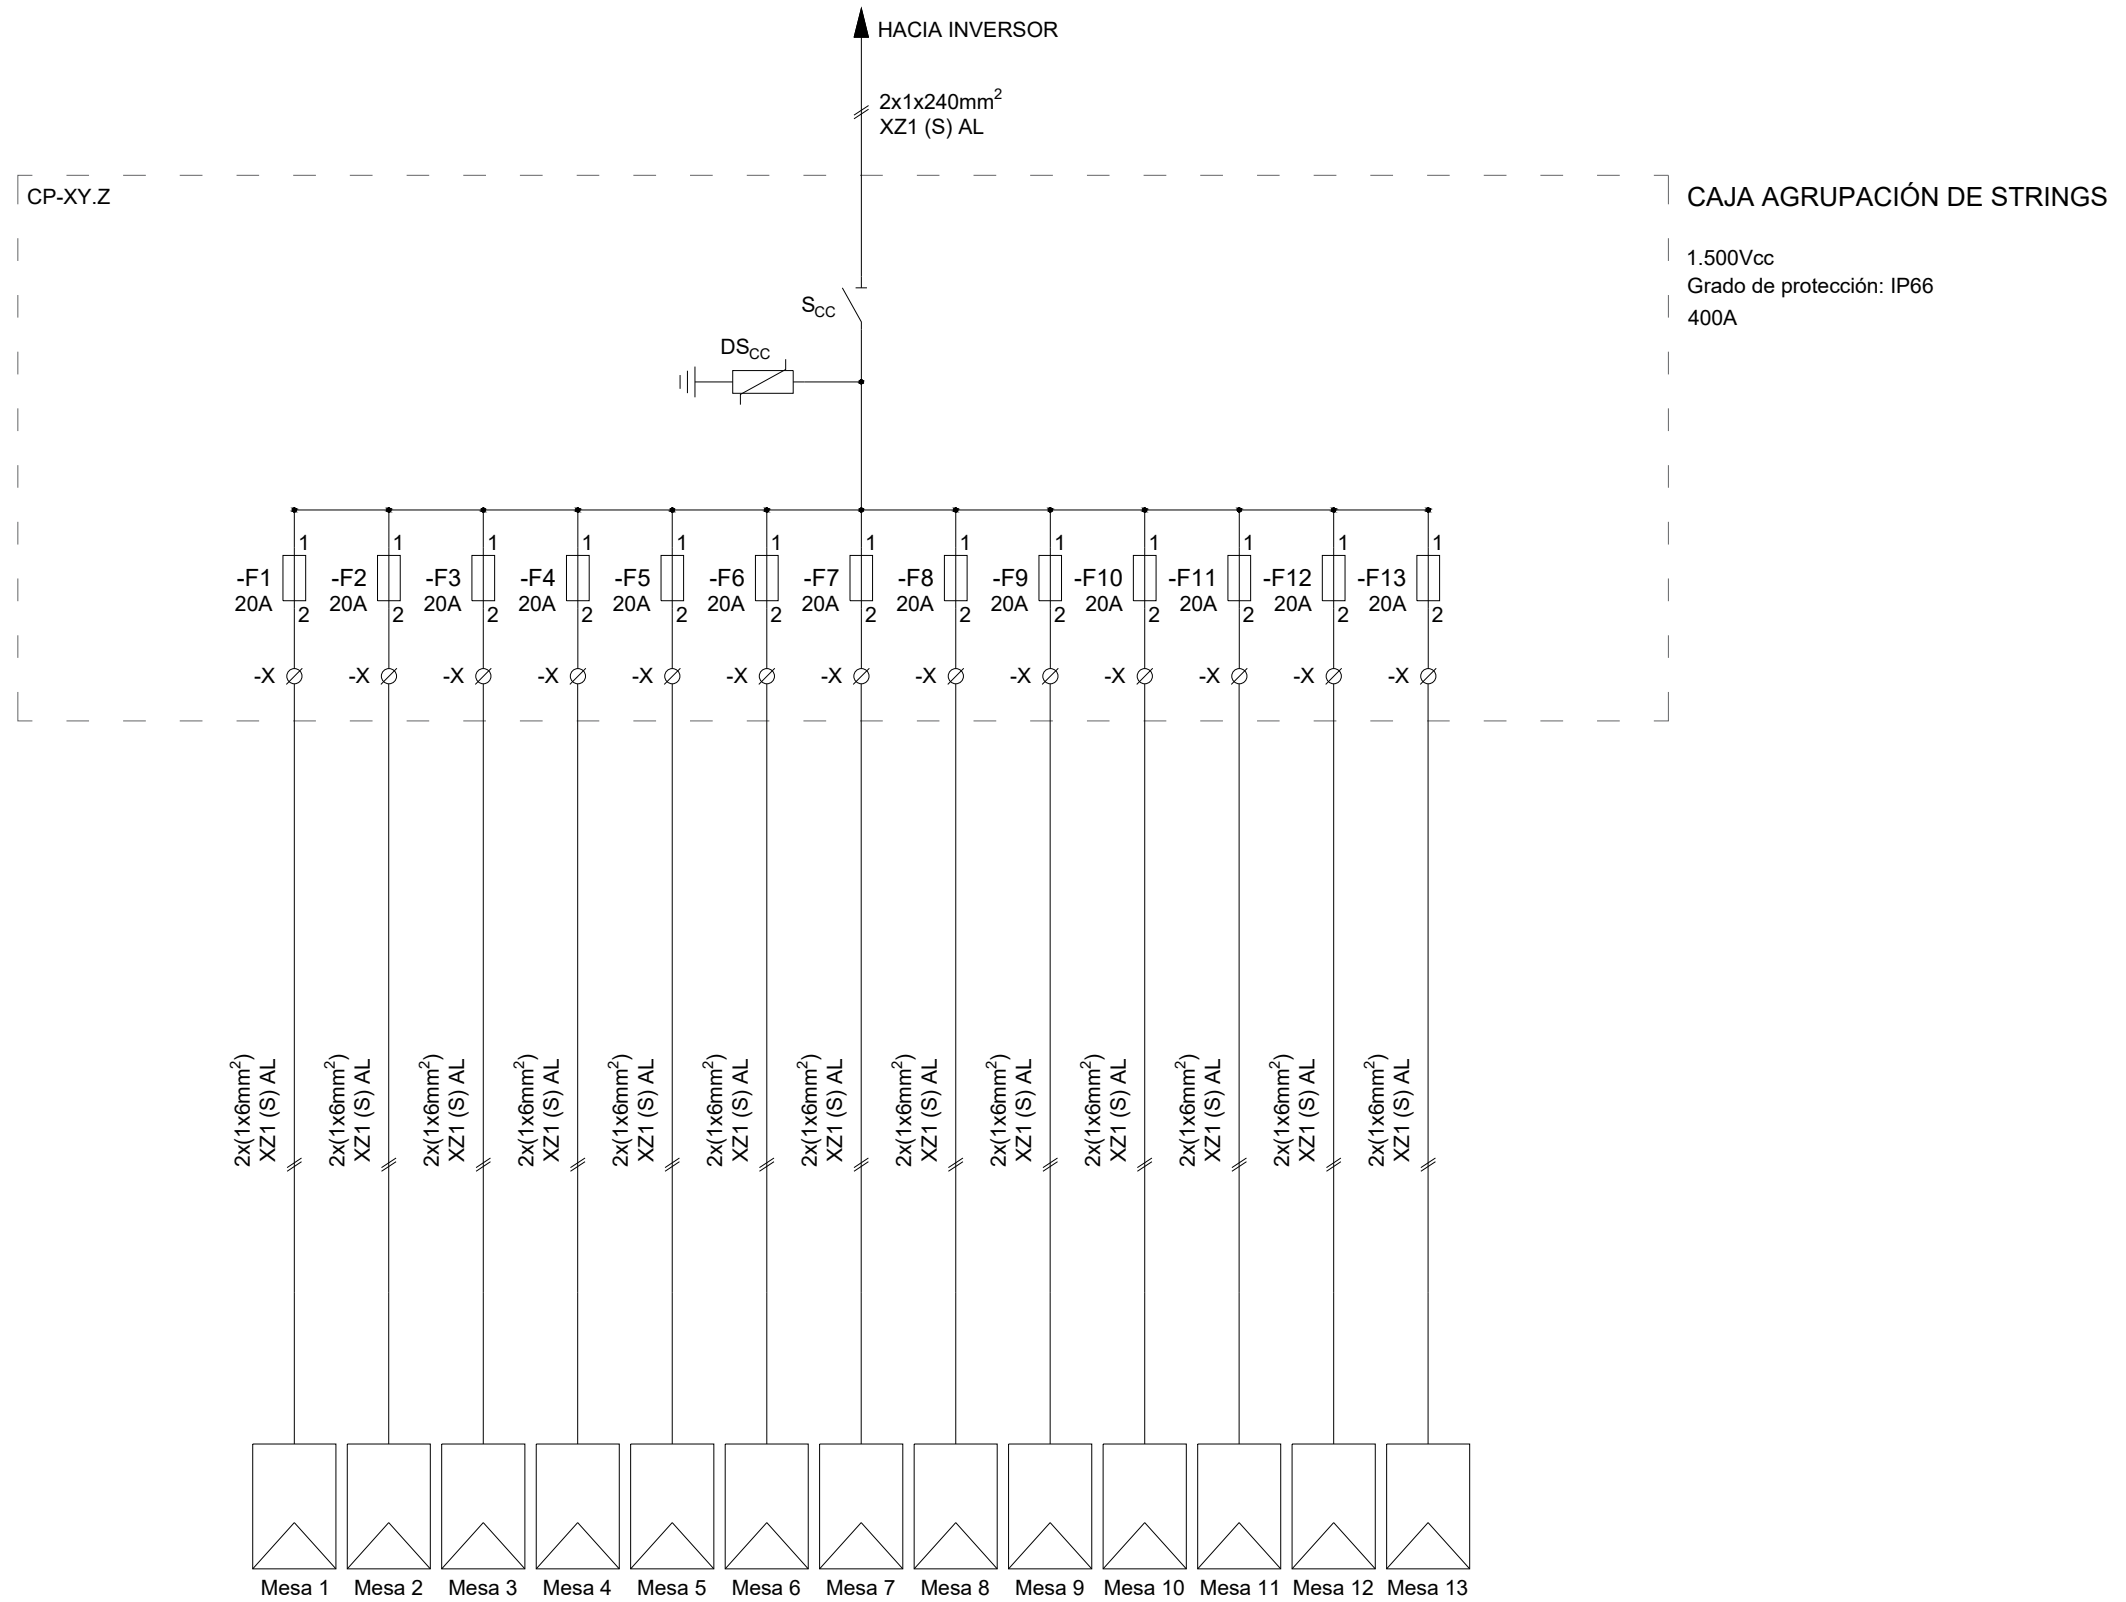 HACIA INVERSOR
2x1x240mm²
XZ1 (S) AL
CP-XY.Z
CAJA AGRUPACIÓN DE STRINGS
1.500Vcc
Grado de protección: IP66
400A
SCC
DSCC
1 1 1 1 1 1 1 1 1 1 1 1 1
-F1 -F2 -F3 -F4 -F5 -F6 -F7 -F8 -F9 -F10 -F11 -F12 -F13
20A 20A 20A 20A 20A 20A 20A 20A 20A 20A 20A 20A 20A
2 2 2 2 2 2 2 2 2 2 2 2 2
-X -X -X -X -X -X -X -X -X -X -X -X -X
2x(1x6mm²)
XZ1 (S) AL
2x(1x6mm²)
XZ1 (S) AL
2x(1x6mm²)
XZ1 (S) AL
2x(1x6mm²)
XZ1 (S) AL
2x(1x6mm²)
XZ1 (S) AL
2x(1x6mm²)
XZ1 (S) AL
2x(1x6mm²)
XZ1 (S) AL
2x(1x6mm²)
XZ1 (S) AL
2x(1x6mm²)
XZ1 (S) AL
2x(1x6mm²)
XZ1 (S) AL
2x(1x6mm²)
XZ1 (S) AL
2x(1x6mm²)
XZ1 (S) AL
2x(1x6mm²)
XZ1 (S) AL
Mesa 1 Mesa 2 Mesa 3 Mesa 4 Mesa 5 Mesa 6 Mesa 7 Mesa 8 Mesa 9 Mesa 10 Mesa 11 Mesa 12 Mesa 13